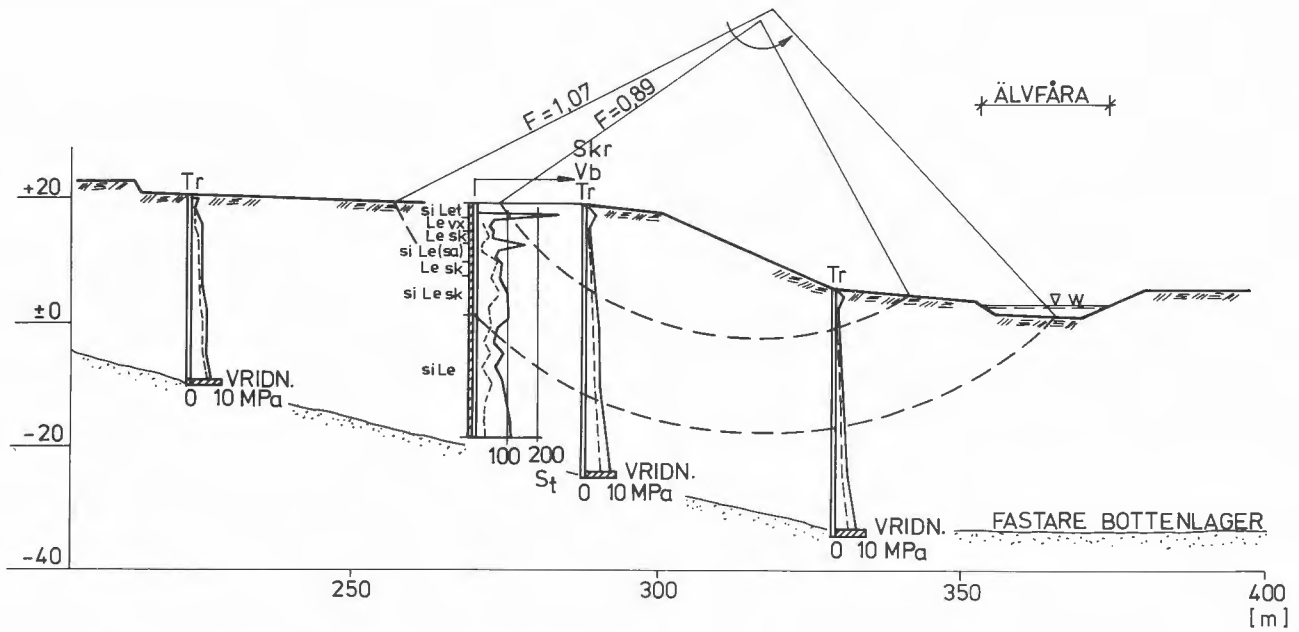 F=1,07
F=0,89
ÄLVFÅRA
Skr
Vb
Tr
Tr
+20
si Let
Le vx
Le sk
si Le(sa)
Le sk
si Le sk
si Le
Tr
▽ W
±0
VRIDN.
0 10 MPa
-20
100 200
St
VRIDN.
0 10 MPa
VRIDN.
0 10 MPa
FASTARE BOTTENLAGER
-40
250 300 350 400
[m]